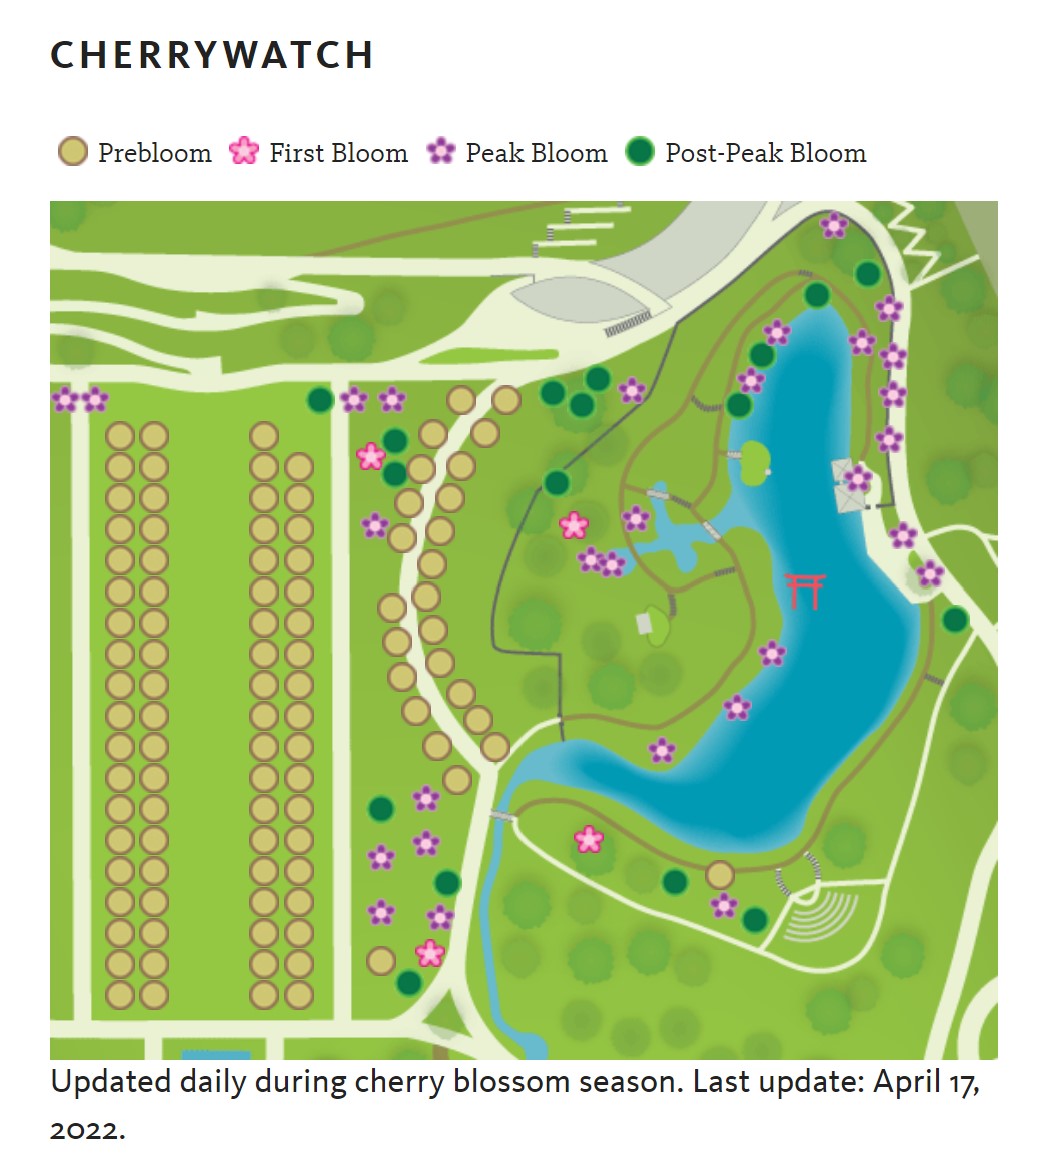 CHERRYWATCH
Prebloom First Bloom Peak Bloom Post-Peak Bloom
Updated daily during cherry blossom season. Last update: April 17,
2022.